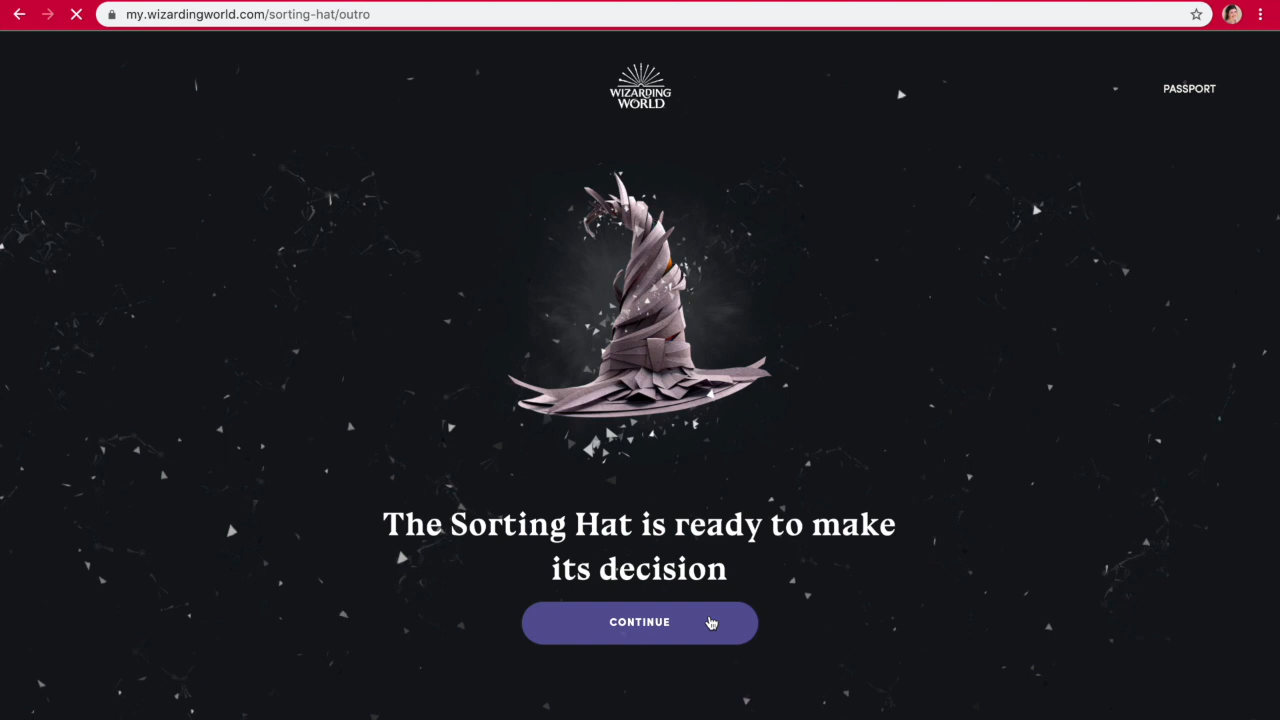 my.wizardingworld.com/sorting-hat/outro
WIZARDING
WORLD
PASSPORT
The Sorting Hat is ready to make
its decision
CONTINUE